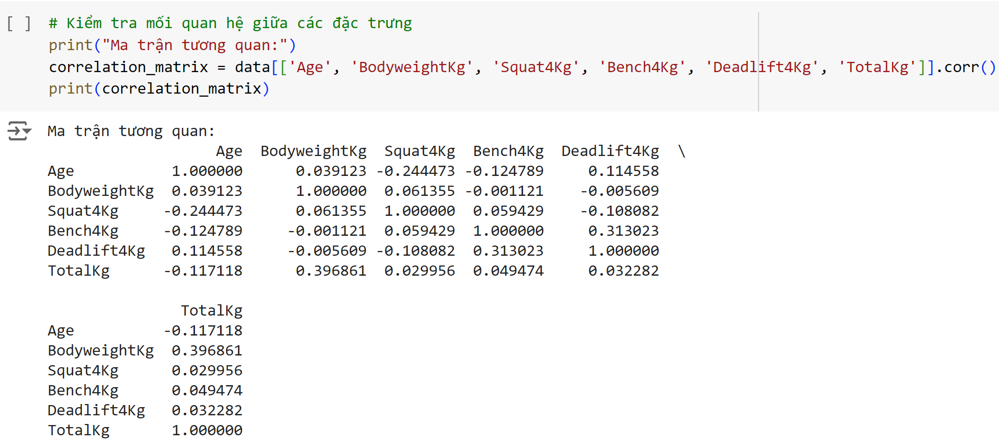 [ ] # Kiểm tra mối quan hệ giữa các đặc trưng
print("Ma trận tương quan:")
correlation_matrix = data[['Age', 'BodyweightKg', 'Squat4Kg', 'Bench4Kg', 'Deadlift4Kg', 'TotalKg']].corr()
print(correlation_matrix)
Ma trận tương quan:
                   Age  BodyweightKg  Squat4Kg  Bench4Kg  Deadlift4Kg  \
Age           1.000000      0.039123 -0.244473 -0.124789     0.114558
BodyweightKg  0.039123      1.000000  0.061355 -0.001121    -0.005609
Squat4Kg     -0.244473      0.061355  1.000000  0.059429    -0.108082
Bench4Kg     -0.124789     -0.001121  0.059429  1.000000     0.313023
Deadlift4Kg   0.114558     -0.005609 -0.108082  0.313023     1.000000
TotalKg      -0.117118      0.396861  0.029956  0.049474     0.032282
               TotalKg
Age          -0.117118
BodyweightKg  0.396861
Squat4Kg      0.029956
Bench4Kg      0.049474
Deadlift4Kg   0.032282
TotalKg       1.000000